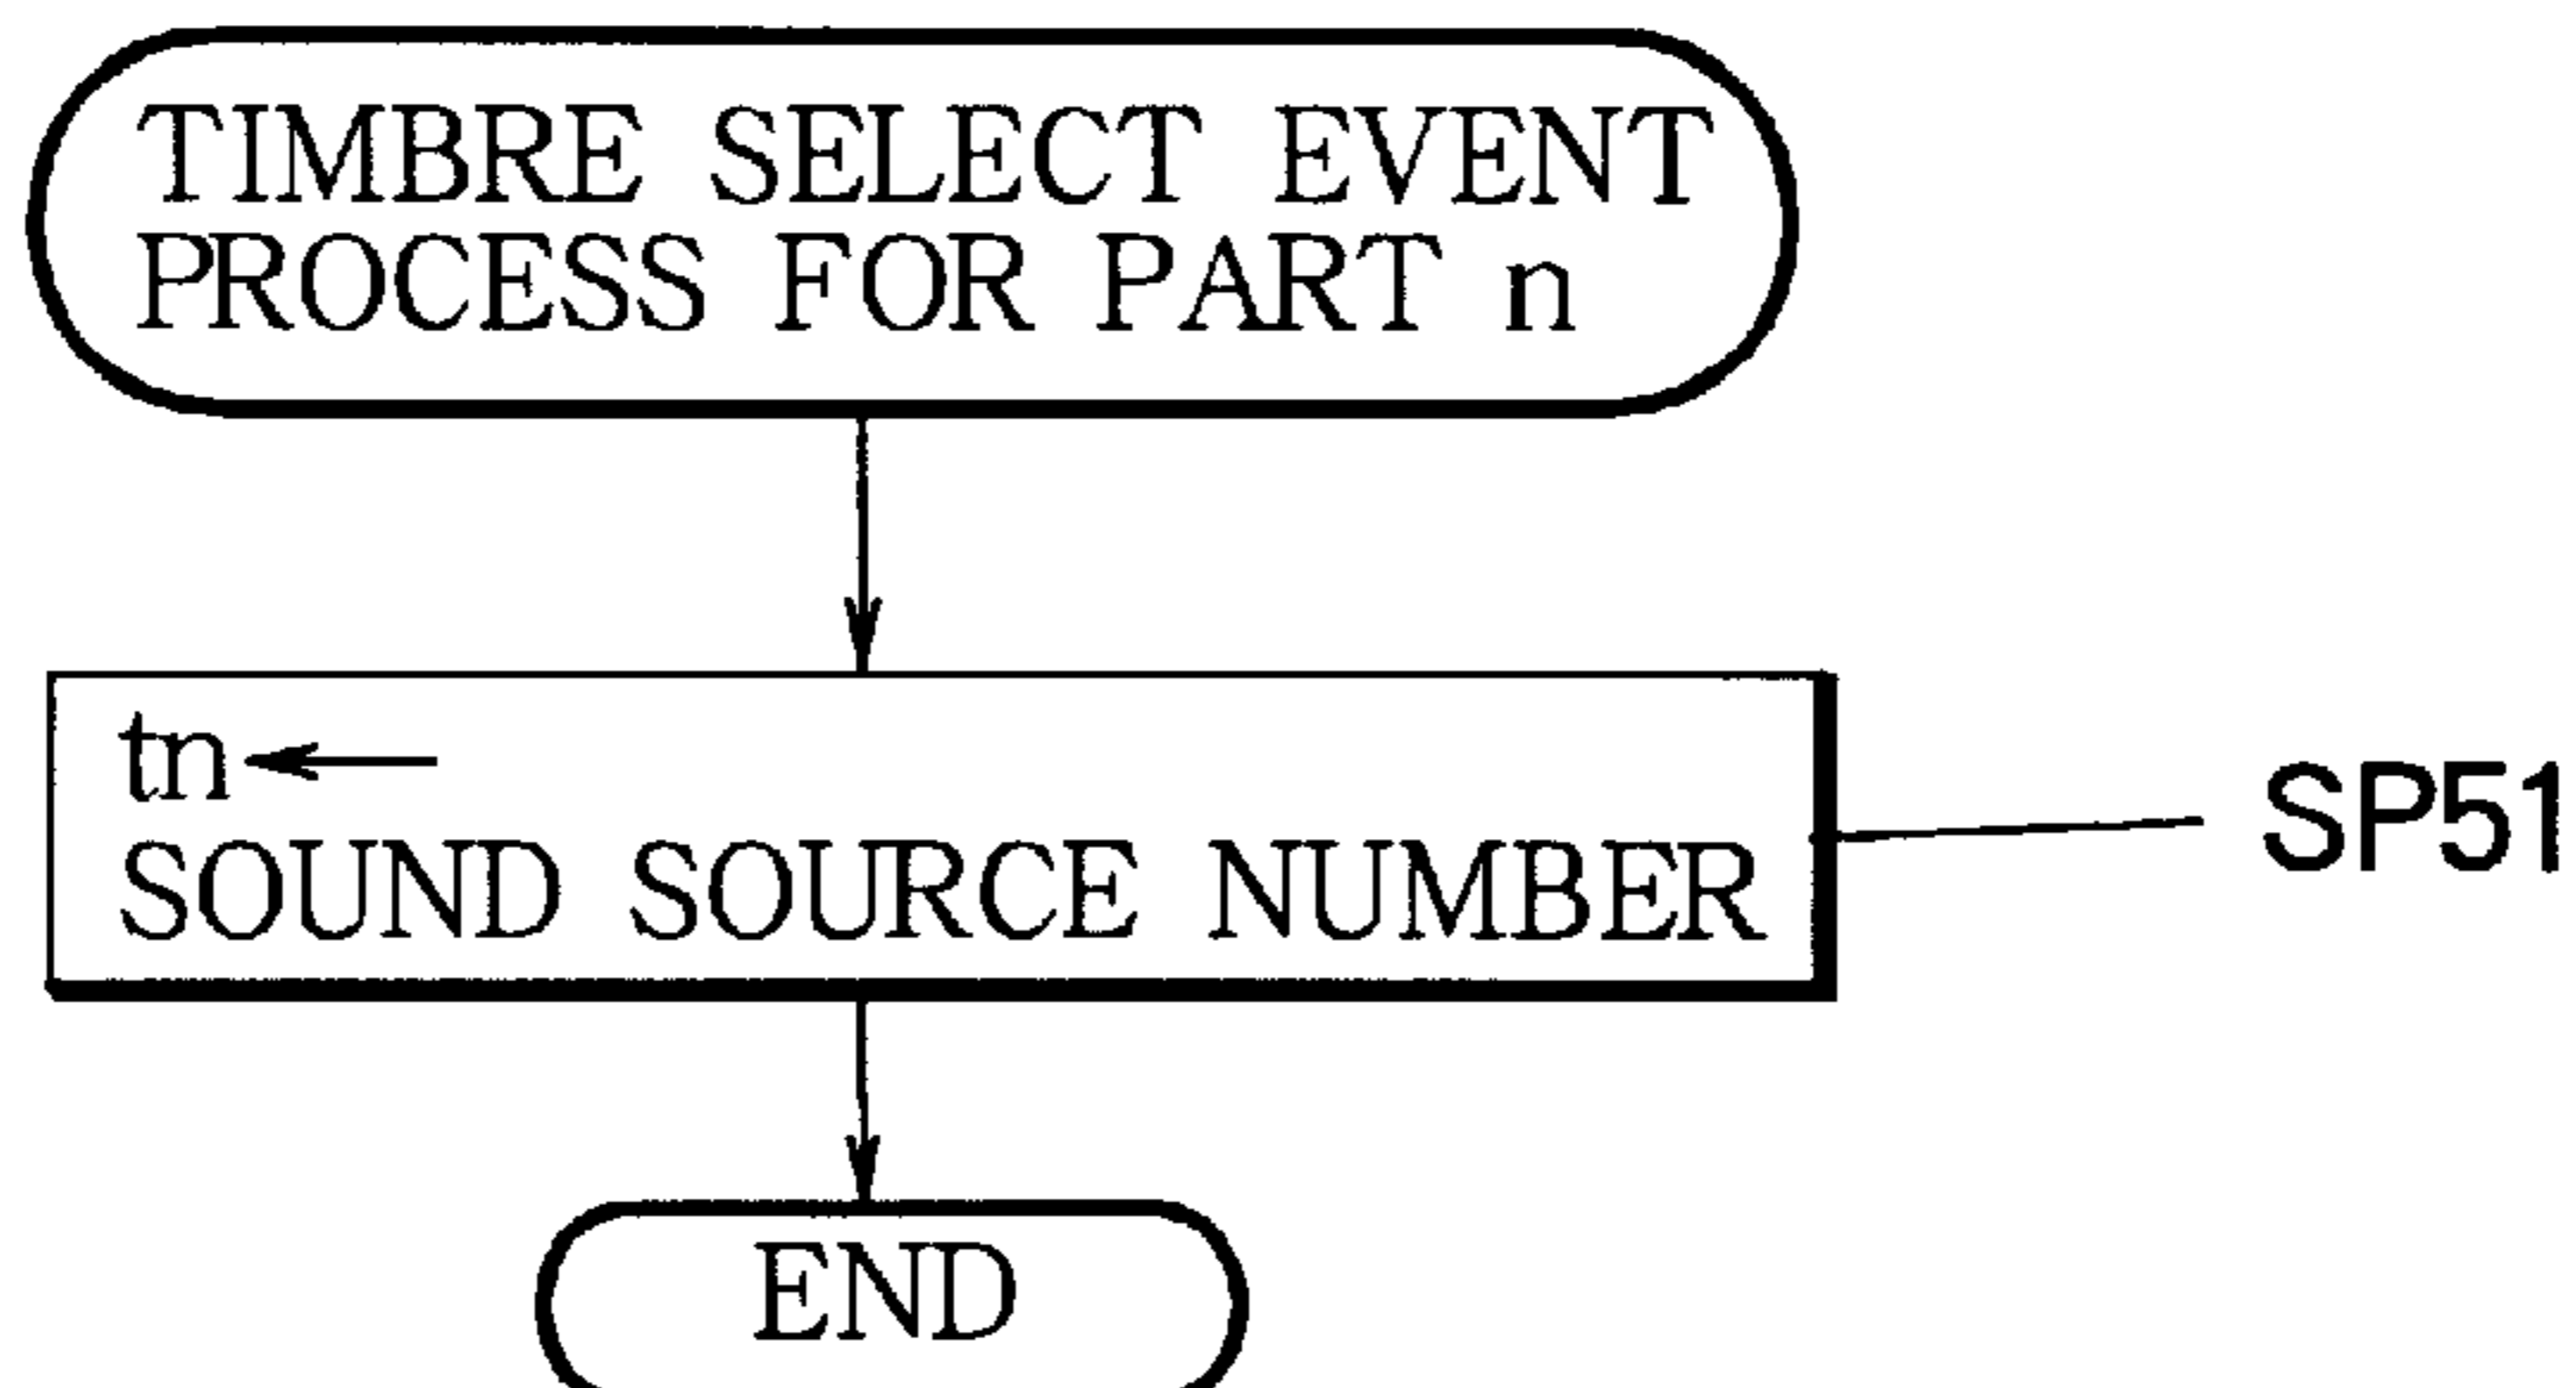 TIMBRE SELECT EVENT
PROCESS FOR PART n
tn←
SOUND SOURCE NUMBER
SP51
END